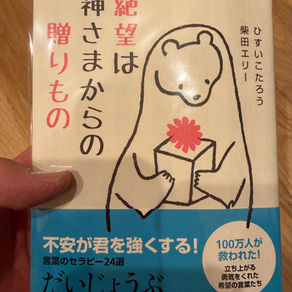 絶望は
神さまからの
贈りもの
ひすいこたろう
柴田エリー
不安が君を強くする!
言葉のセラピー24選
だいじょうぶ
100万人が
救われた!
立ち上がる
勇気をくれた
希望の言葉たち